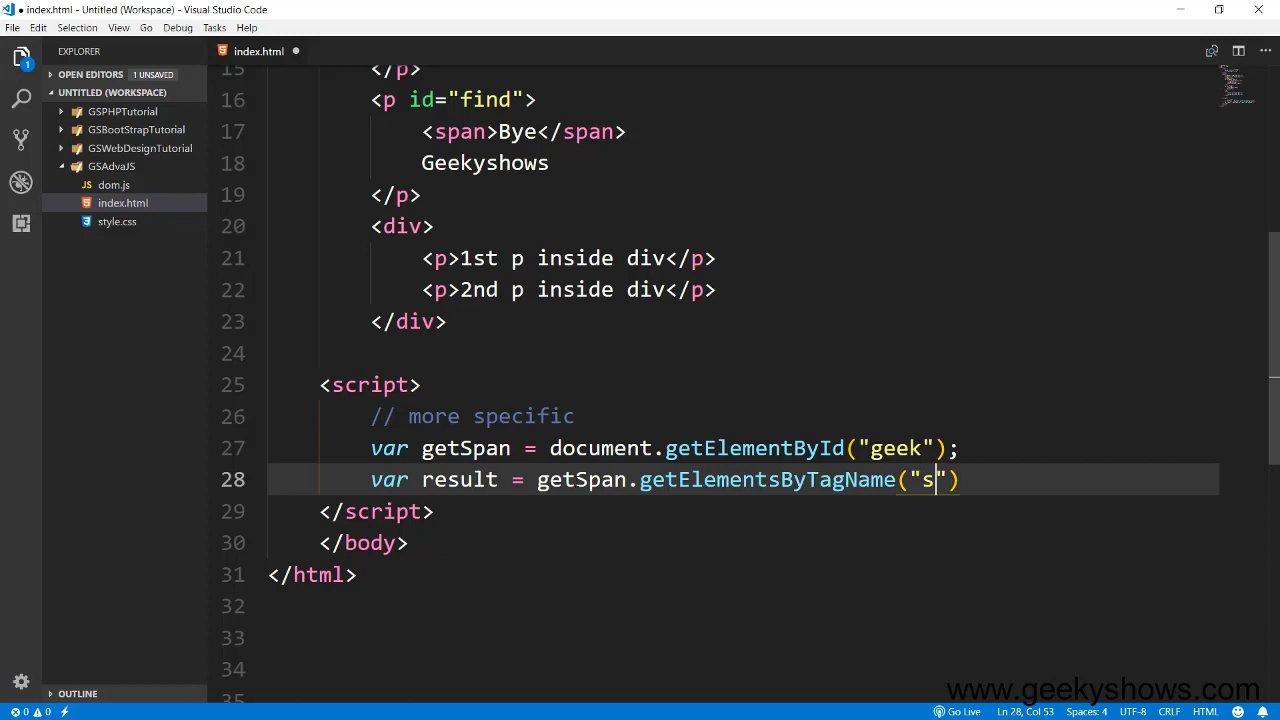 index.html - Untitled (Workspace) - Visual Studio Code
File Edit Selection View Go Debug Tasks Help
EXPLORER
index.html
OPEN EDITORS 1 UNSAVED
UNTITLED (WORKSPACE)
GSPHPTutorial
GSBootStrapTutorial
GSWebDesignTutorial
GSAdvaJS
JS dom.js
index.html
style.css
OUTLINE
1
15 </p>
16 <p id="find">
17 <span>Bye</span>
18 Geekyshows
19 </p>
20 <div>
21 <p>1st p inside div</p>
22 <p>2nd p inside div</p>
23 </div>
24
25 <script>
26 // more specific
27 var getSpan = document.getElementById("geek");
28 var result = getSpan.getElementsByTagName("s")
29 </script>
30 </body>
31 </html>
32
33
34
35
www.geekyshows.com
0 0 Go Live Ln 28, Col 53 Spaces: 4 UTF-8 CRLF HTML